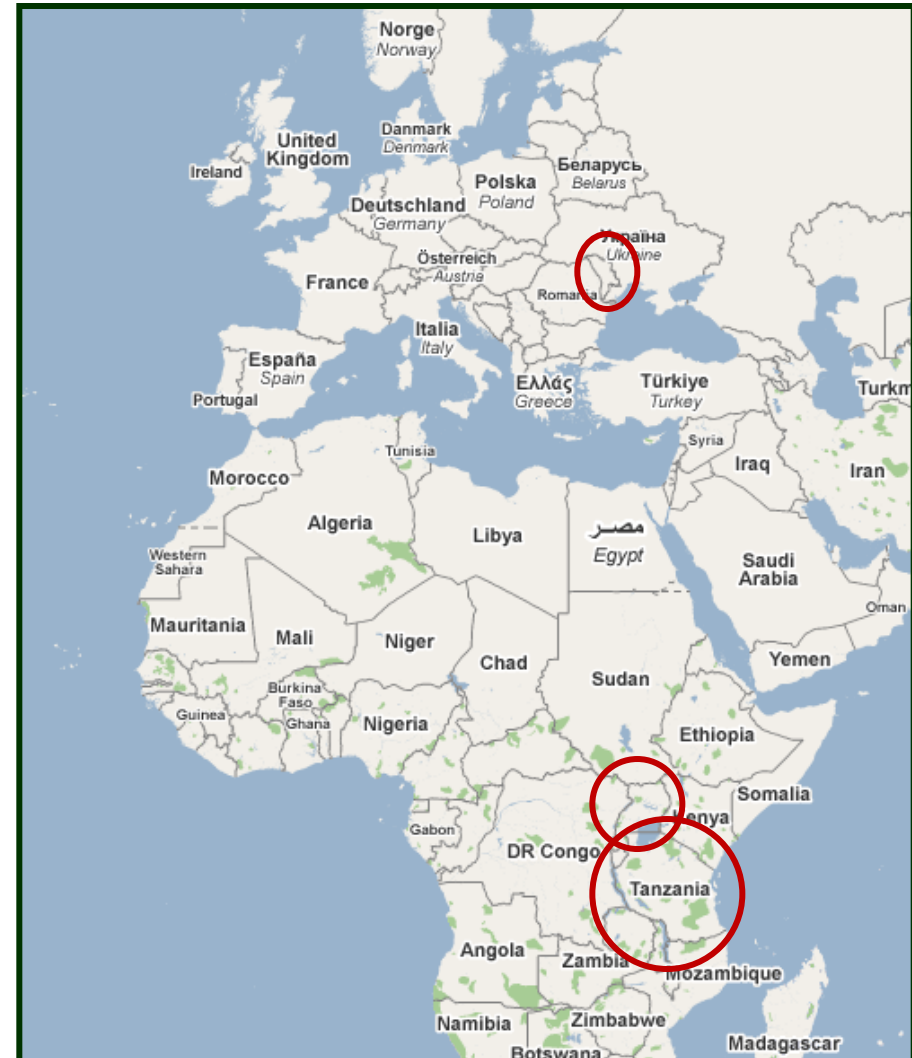 Norge
Norway
Danmark
Denmark
United
Kingdom
Ireland
Беларусь
Belarus
Polska
Poland
Deutschland
Germany
Україна
Ukraine
Österreich
Austria
France
Romania
Italia
Italy
España
Spain
Portugal
Ελλάς
Greece
Türkiye
Turkey
Turkm
Syria
Tunisia
Iraq
Iran
Morocco
Algeria
Libya
مصر
Egypt
Western
Sahara
Saudi
Arabia
Oman
Mauritania
Mali
Niger
Chad
Sudan
Yemen
Burkina
Faso
Guinea
Ghana
Nigeria
Ethiopia
Somalia
Kenya
Gabon
DR Congo
Tanzania
Angola
Zambia
Mozambique
Namibia
Zimbabwe
Botswana
Madagascar